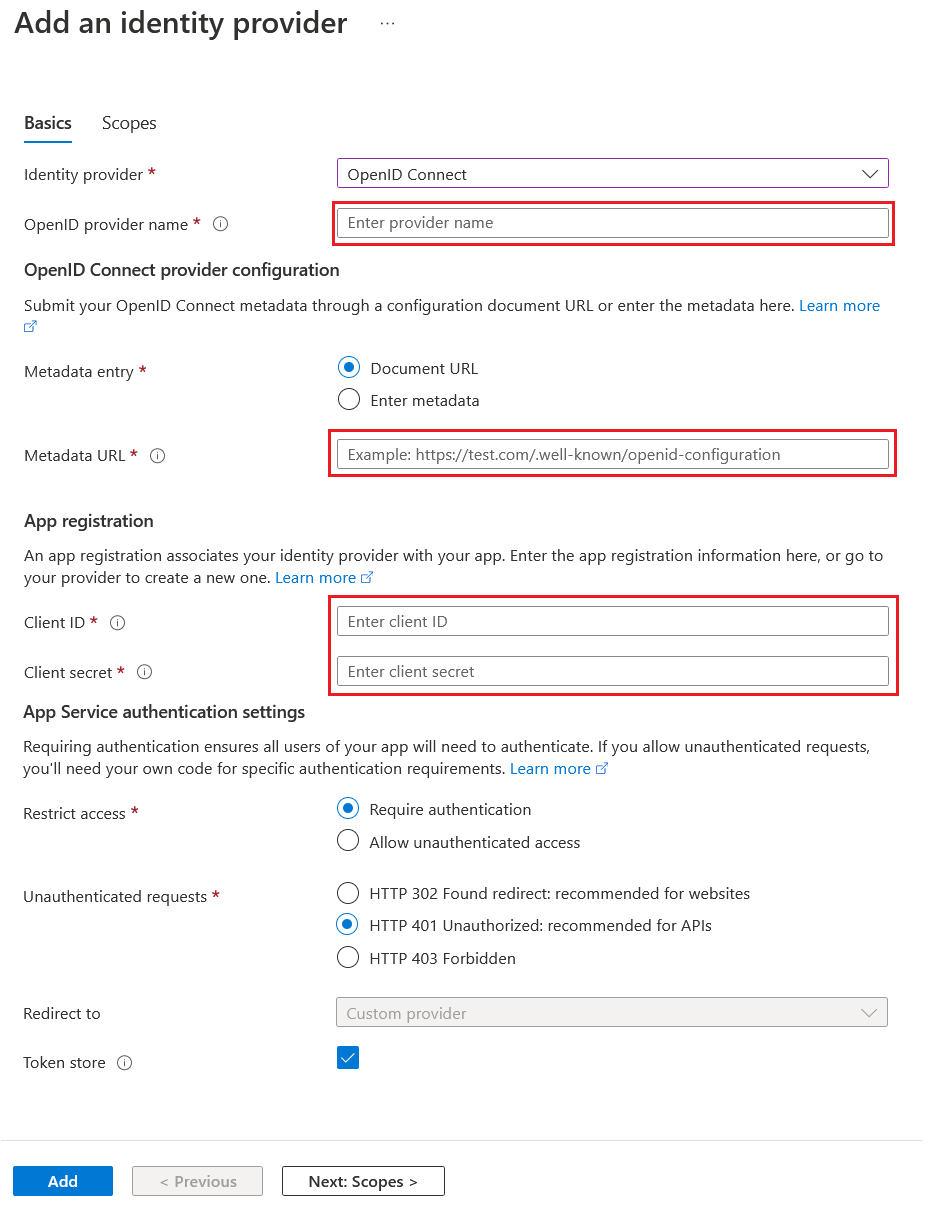 Add an identity provider ...
Basics Scopes
Identity provider * OpenID Connect
OpenID provider name * Enter provider name
OpenID Connect provider configuration
Submit your OpenID Connect metadata through a configuration document URL or enter the metadata here. Learn more
Metadata entry * Document URL
Enter metadata
Metadata URL * Example: https://test.com/.well-known/openid-configuration
App registration
An app registration associates your identity provider with your app. Enter the app registration information here, or go to
your provider to create a new one. Learn more
Client ID * Enter client ID
Client secret * Enter client secret
App Service authentication settings
Requiring authentication ensures all users of your app will need to authenticate. If you allow unauthenticated requests,
you'll need your own code for specific authentication requirements. Learn more
Restrict access * Require authentication
Allow unauthenticated access
Unauthenticated requests * HTTP 302 Found redirect: recommended for websites
HTTP 401 Unauthorized: recommended for APIs
HTTP 403 Forbidden
Redirect to Custom provider
Token store
Add < Previous Next: Scopes >